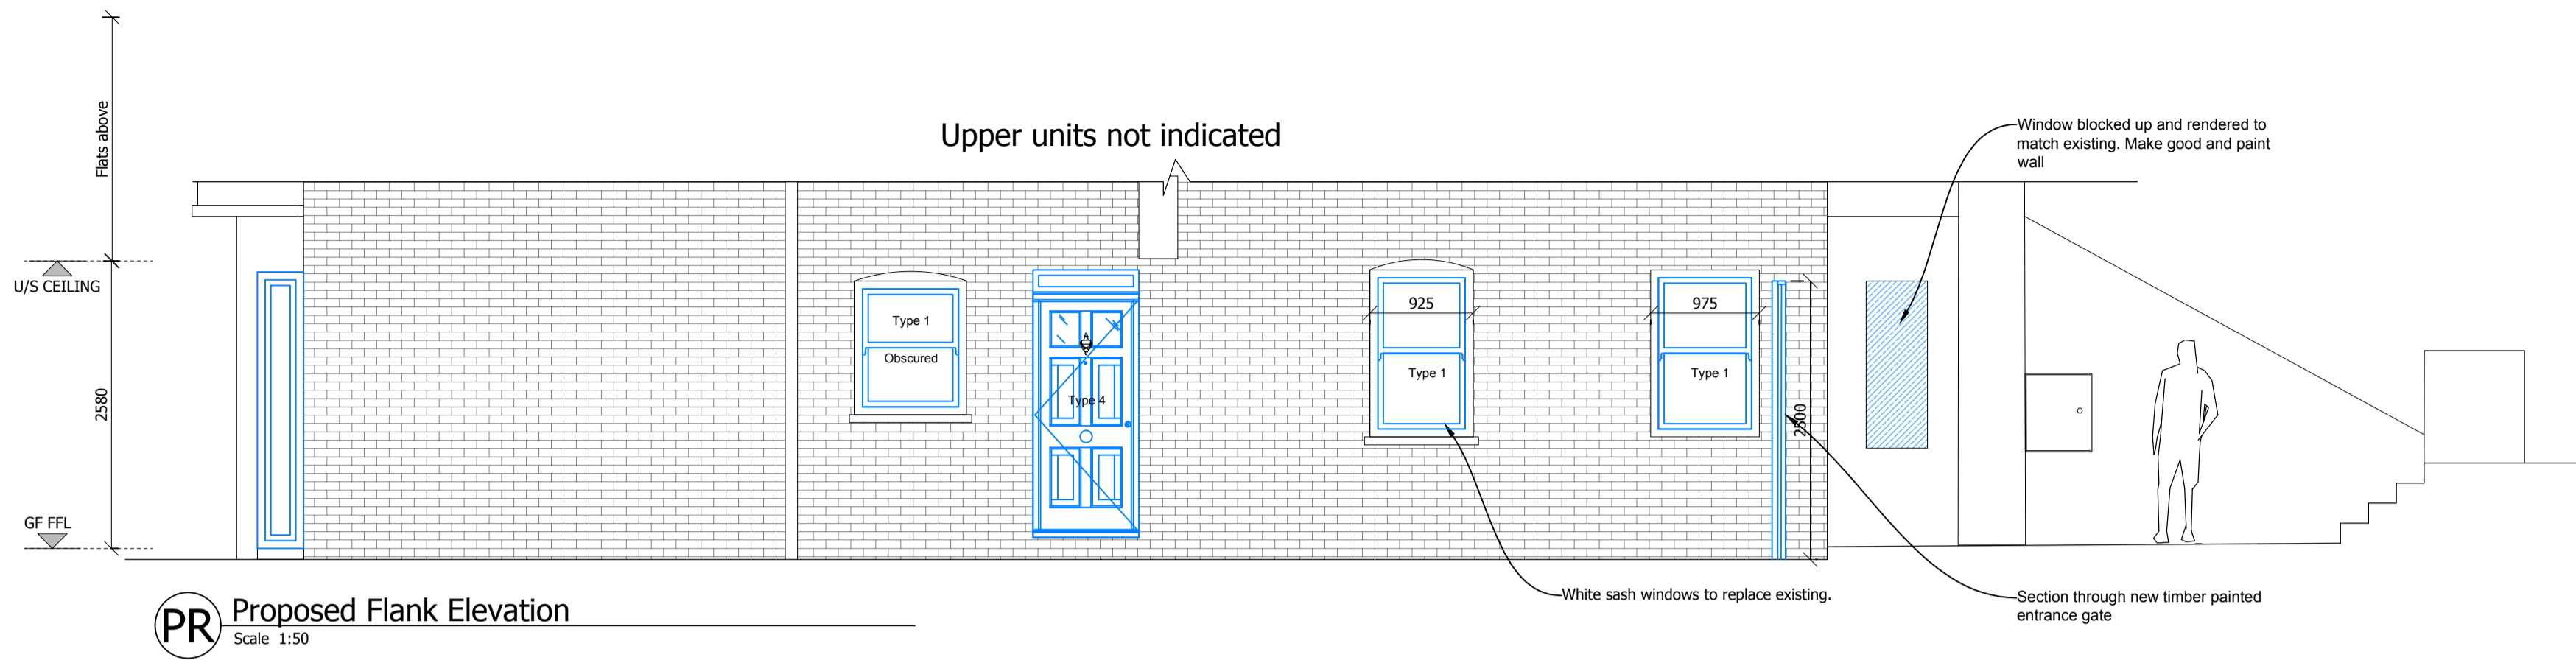 Flats above
Upper units not indicated
Window blocked up and rendered to
match existing. Make good and paint
wall
U/S CEILING
2580
GF FFL
Type 1
Obscured
Type 4
925
Type 1
975
Type 1
2500
White sash windows to replace existing.
Section through new timber painted
entrance gate
PR
Proposed Flank Elevation
Scale 1:50